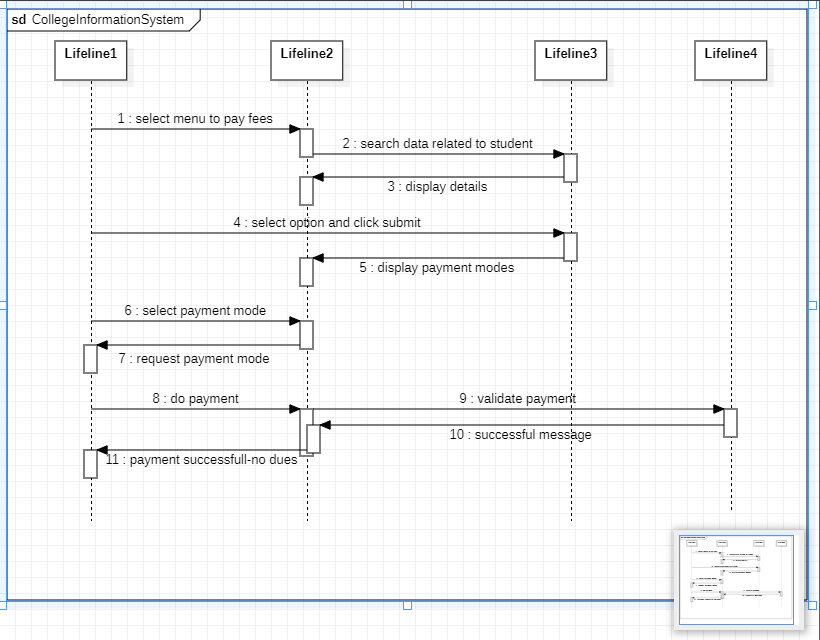 sd CollegeInformationSystem
Lifeline1
Lifeline2
Lifeline3
Lifeline4
1 : select menu to pay fees
2 : search data related to student
3 : display details
4 : select option and click submit
5 : display payment modes
6 : select payment mode
7 : request payment mode
8 : do payment
9 : validate payment
10 : successful message
11 : payment successfull-no dues